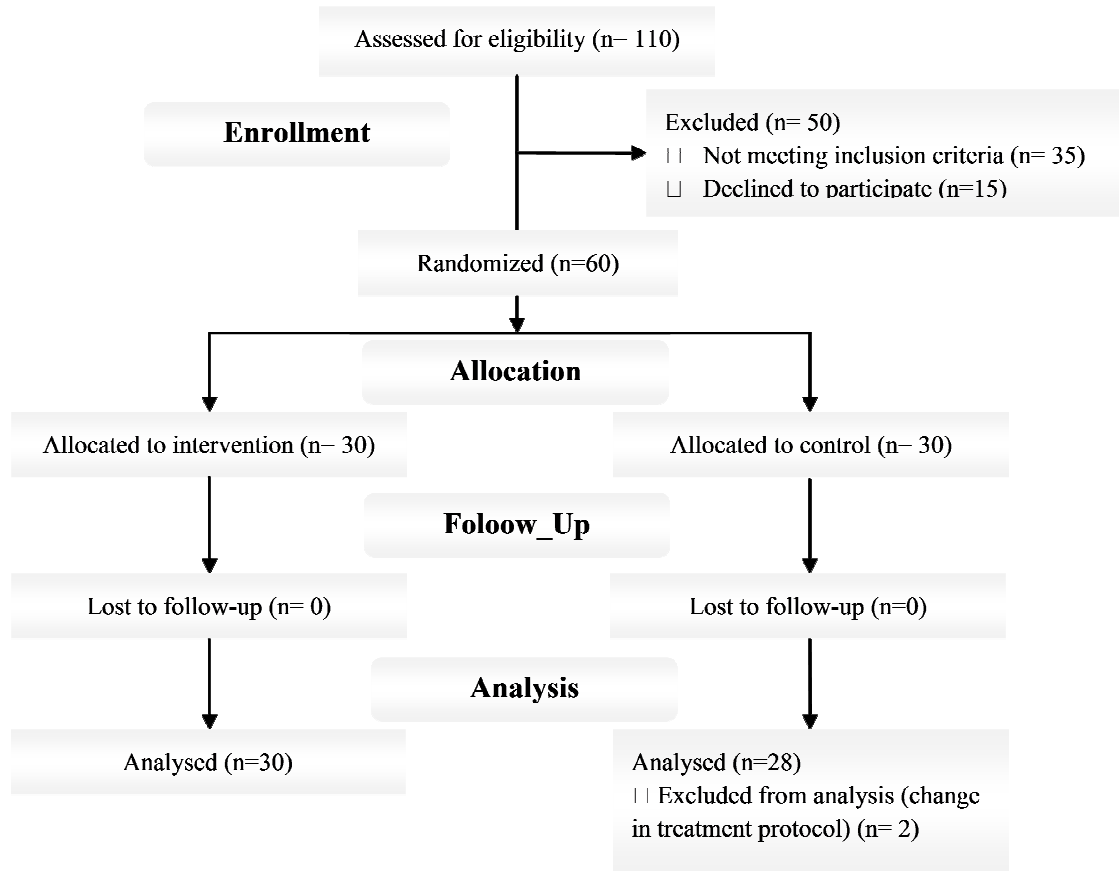 Assessed for eligibility (n– 110)
Enrollment
Excluded (n= 50)
□ Not meeting inclusion criteria (n= 35)
□ Declined to participate (n=15)
Randomized (n=60)
Allocation
Allocated to intervention (n– 30)
Allocated to control (n– 30)
Foloow_Up
Lost to follow-up (n= 0)
Lost to follow-up (n=0)
Analysis
Analysed (n=30)
Analysed (n=28)
□ Excluded from analysis (change
in treatment protocol) (n= 2)